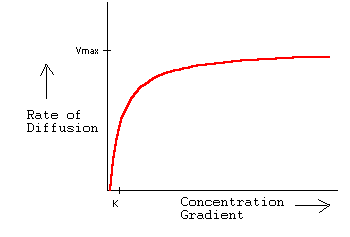 Vmax
Rate of
Diffusion
K
Concentration
Gradient